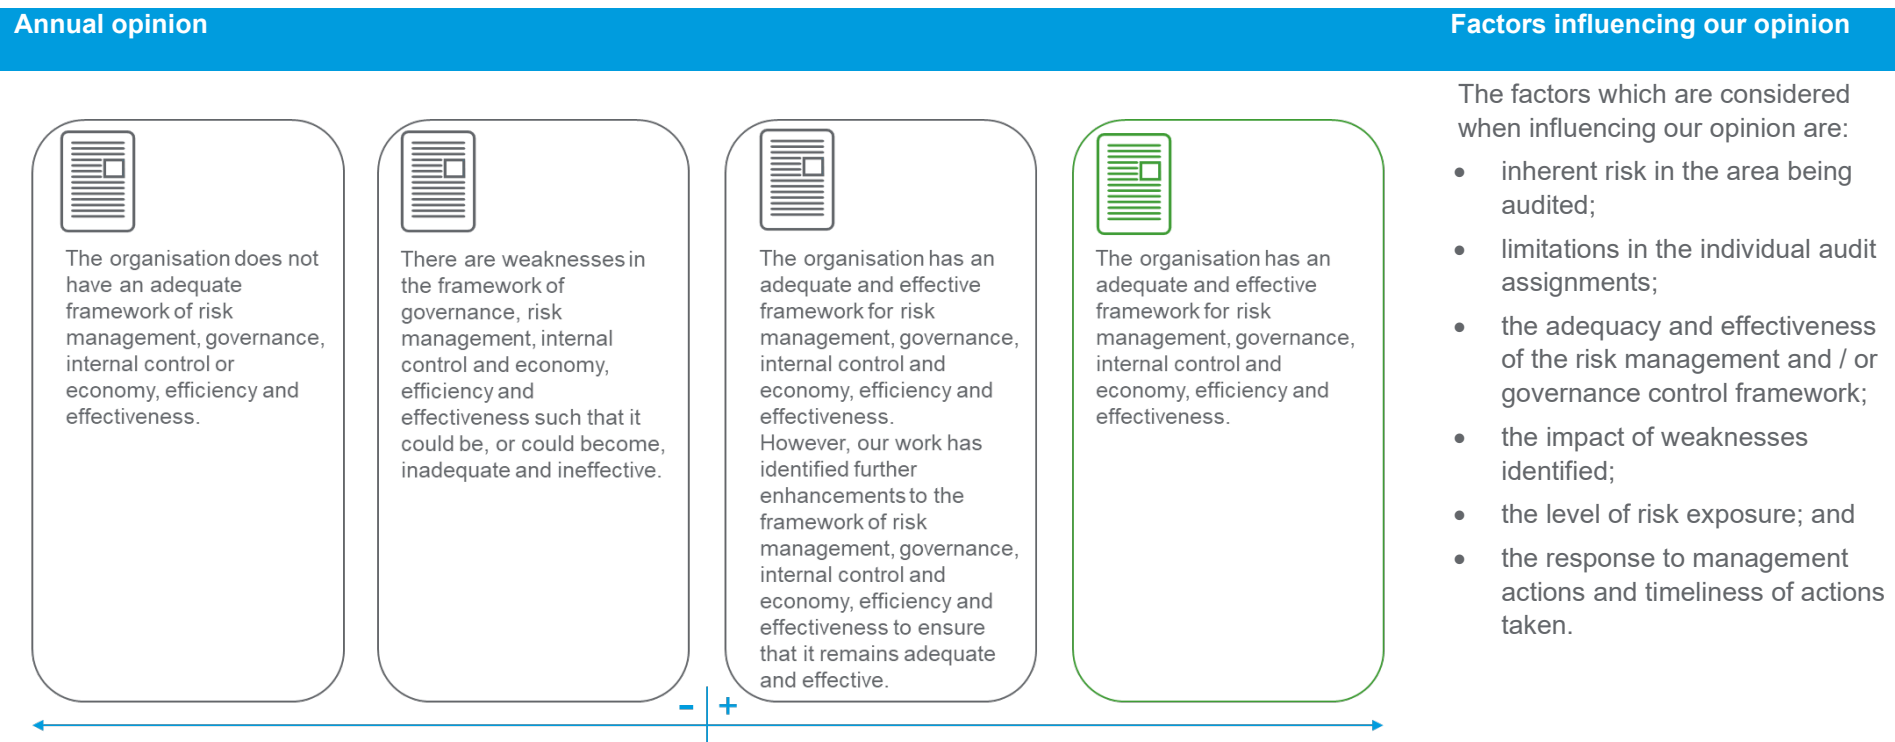 Annual opinion
Factors influencing our opinion
The organisation does not
have an adequate
framework of risk
management, governance,
internal control or
economy, efficiency and
effectiveness.
There are weaknesses in
the framework of
governance, risk
management, internal
control and economy,
efficiency and
effectiveness such that it
could be, or could become,
inadequate and ineffective.
The organisation has an
adequate and effective
framework for risk
management, governance,
internal control and
economy, efficiency and
effectiveness.
However, our work has
identified further
enhancements to the
framework of risk
management, governance,
internal control and
economy, efficiency and
effectiveness to ensure
that it remains adequate
and effective.
The organisation has an
adequate and effective
framework for risk
management, governance,
internal control and
economy, efficiency and
effectiveness.
- +
The factors which are considered
when influencing our opinion are:
• inherent risk in the area being
audited;
• limitations in the individual audit
assignments;
• the adequacy and effectiveness
of the risk management and / or
governance control framework;
• the impact of weaknesses
identified;
• the level of risk exposure; and
• the response to management
actions and timeliness of actions
taken.